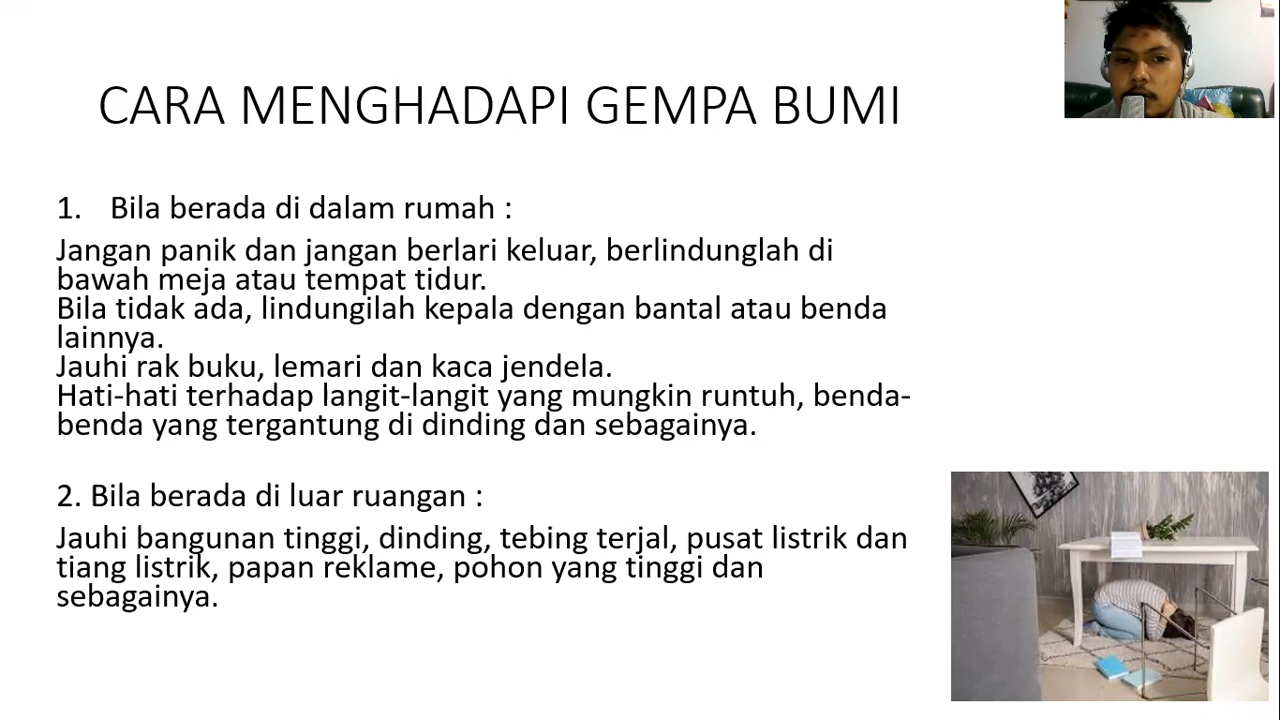 CARA MENGHADAPI GEMPA BUMI
1. Bila berada di dalam rumah :
Jangan panik dan jangan berlari keluar, berlindunglah di
bawah meja atau tempat tidur.
Bila tidak ada, lindungilah kepala dengan bantal atau benda
lainnya.
Jauhi rak buku, lemari dan kaca jendela.
Hati-hati terhadap langit-langit yang mungkin runtuh, benda-
benda yang tergantung di dinding dan sebagainya.
2. Bila berada di luar ruangan :
Jauhi bangunan tinggi, dinding, tebing terjal, pusat listrik dan
tiang listrik, papan reklame, pohon yang tinggi dan
sebagainya.